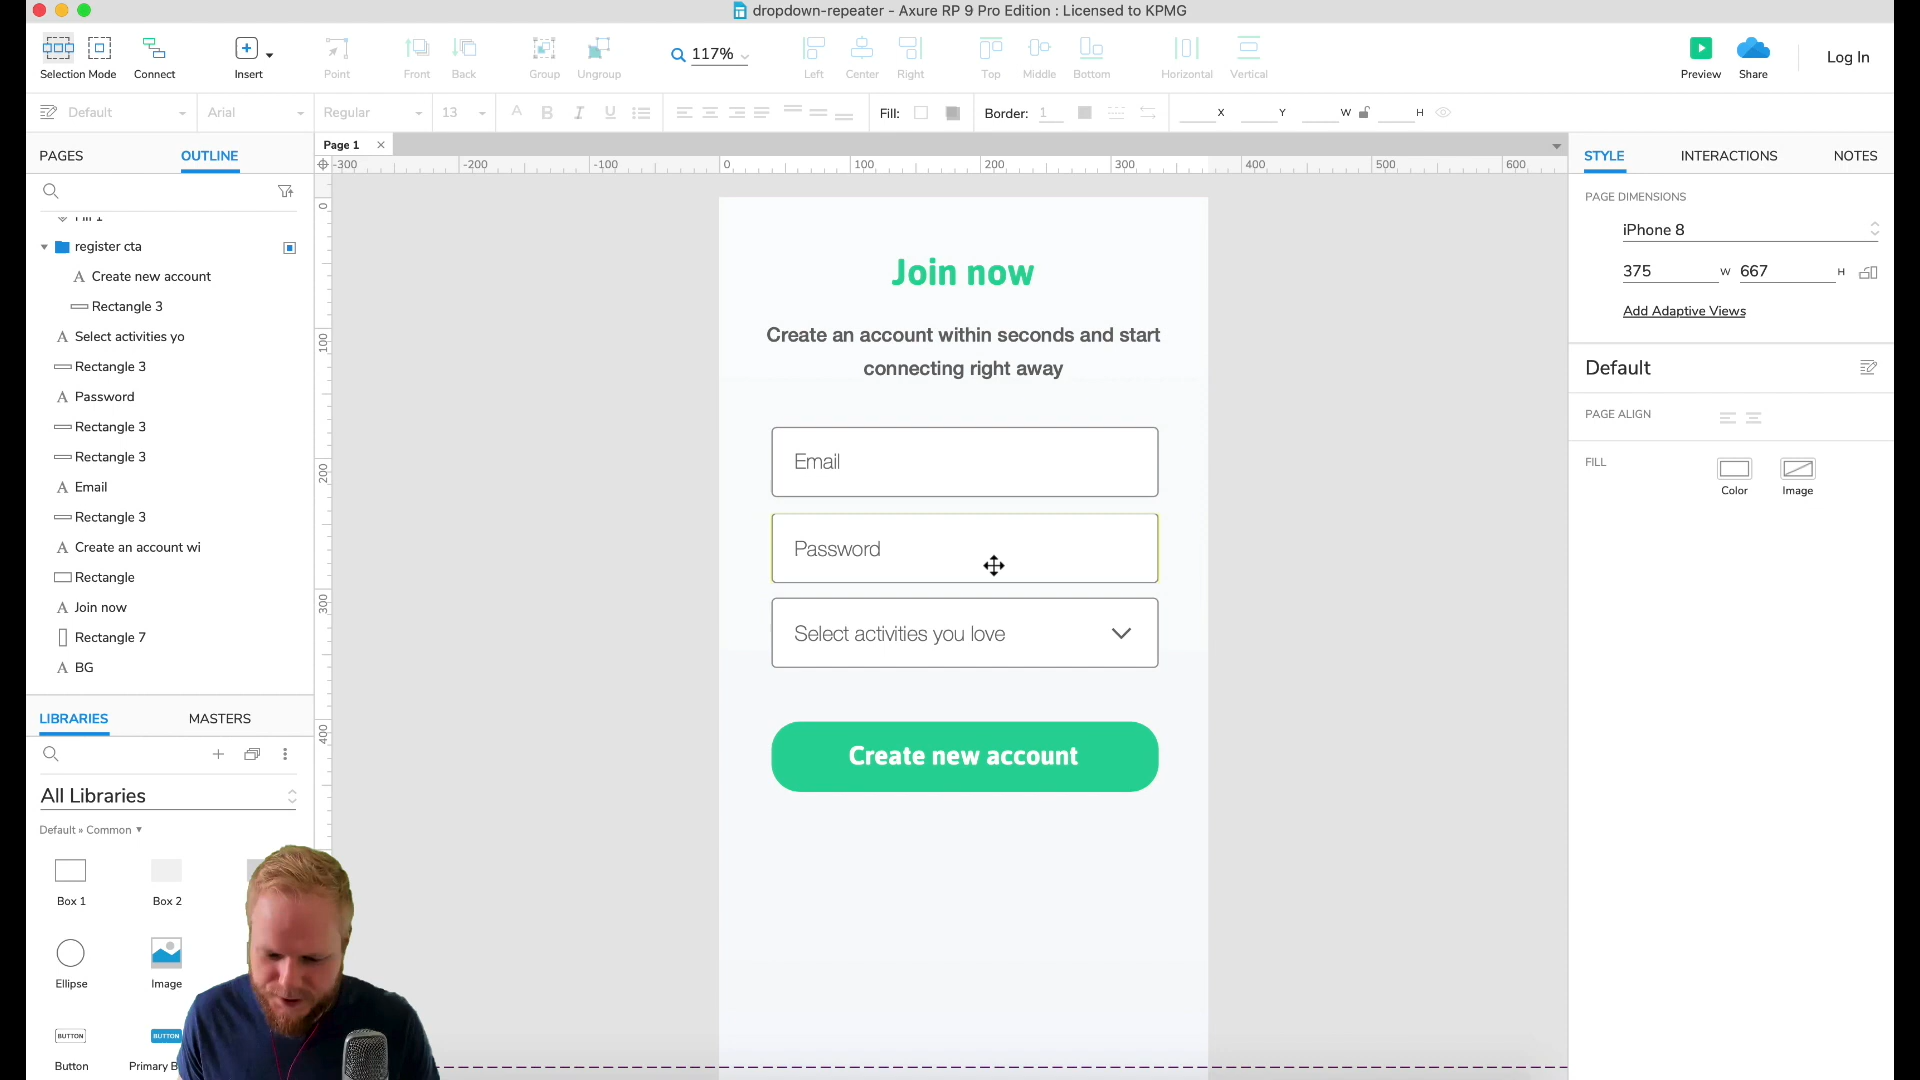 dropdown-repeater - Axure RP 9 Pro Edition : Licensed to KPMG
Selection Mode
Connect
Insert
Point
Front
Back
Group
Ungroup
117%
Left
Center
Right
Top
Middle
Bottom
Horizontal
Vertical
Preview
Share
Log In
Default
Arial
Regular
13
A
B
I
U
Fill:
Border:
1
X
Y
W
H
PAGES
OUTLINE
Page 1
STYLE
INTERACTIONS
NOTES
-300
-200
-100
0
100
200
300
400
500
600
0
100
200
300
400
register cta
A Create new account
Rectangle 3
A Select activities yo
Rectangle 3
A Password
Rectangle 3
Rectangle 3
A Email
Rectangle 3
A Create an account wi
Rectangle
A Join now
Rectangle 7
A BG
LIBRARIES
MASTERS
All Libraries
Default » Common
Box 1
Box 2
Ellipse
Image
BUTTON
BUTTON
Button
Primary B
Join now
Create an account within seconds and start
connecting right away
Email
Password
Select activities you love
Create new account
PAGE DIMENSIONS
iPhone 8
375 W 667 H
Add Adaptive Views
Default
PAGE ALIGN
FILL
Color
Image